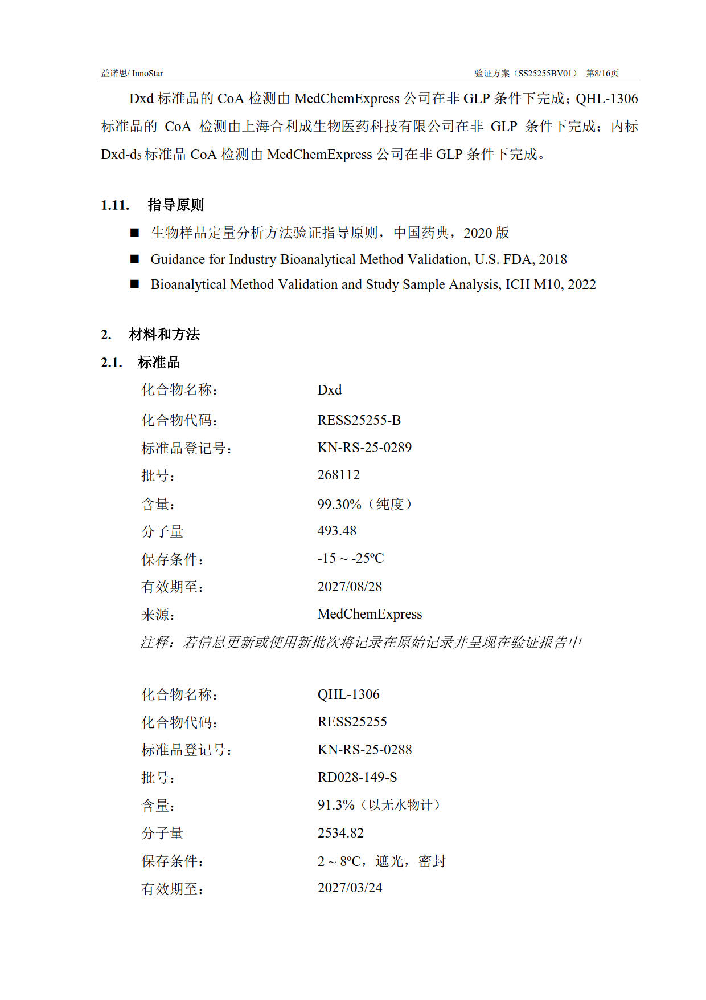 益诺思/ InnoStar 验证方案（SS25255BV01） 第8/16页
Dxd 标准品的 CoA 检测由 MedChemExpress 公司在非 GLP 条件下完成；QHL-1306
标准品的 CoA 检测由上海合利成生物医药科技有限公司在非 GLP 条件下完成；内标
Dxd-d5 标准品 CoA 检测由 MedChemExpress 公司在非 GLP 条件下完成。
1.11. 指导原则
■ 生物样品定量分析方法验证指导原则，中国药典，2020 版
■ Guidance for Industry Bioanalytical Method Validation, U.S. FDA, 2018
■ Bioanalytical Method Validation and Study Sample Analysis, ICH M10, 2022
2. 材料和方法
2.1. 标准品
化合物名称： Dxd
化合物代码： RESS25255-B
标准品登记号： KN-RS-25-0289
批号： 268112
含量： 99.30%（纯度）
分子量 493.48
保存条件： -15 ~ -25ºC
有效期至： 2027/08/28
来源： MedChemExpress
注释：若信息更新或使用新批次将记录在原始记录并呈现在验证报告中
化合物名称： QHL-1306
化合物代码： RESS25255
标准品登记号： KN-RS-25-0288
批号： RD028-149-S
含量： 91.3%（以无水物计）
分子量 2534.82
保存条件： 2 ~ 8ºC，遮光，密封
有效期至： 2027/03/24